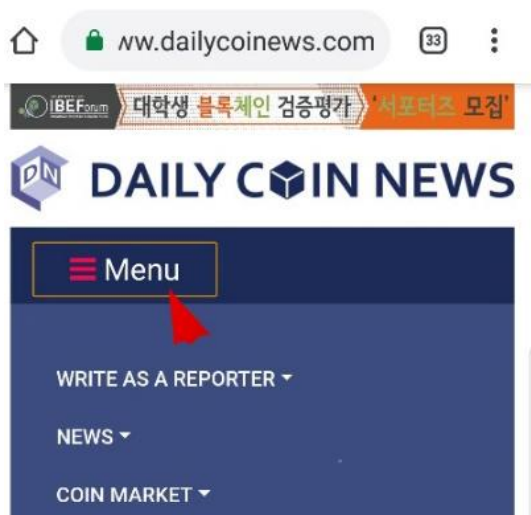 ww.dailycoinews.com 33
IBEForum 대학생 블록체인 검증평가 '서포터즈 모집'
DN DAILY COIN NEWS
Menu
WRITE AS A REPORTER
NEWS
COIN MARKET